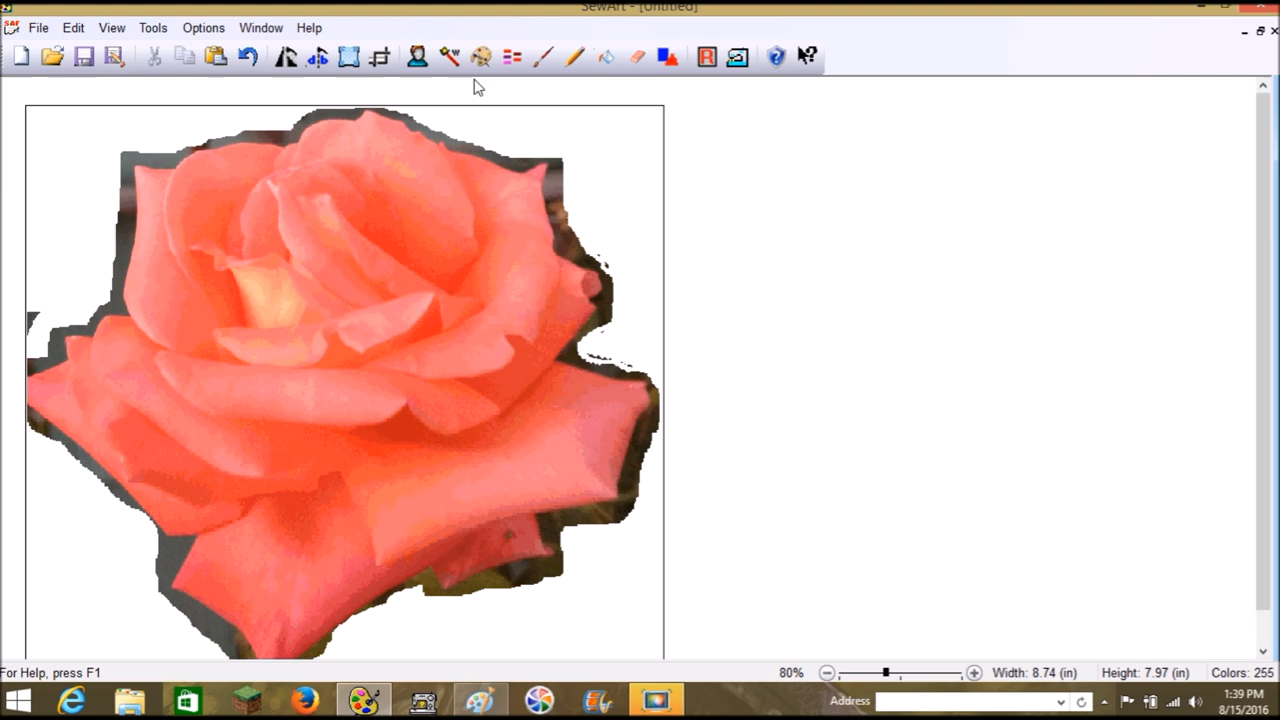 SewArt - [Untitled]
File Edit View Tools Options Window Help
For Help, press F1
80%
Width: 8.74 (in) Height: 7.97 (in) Colors: 255
Address
1:39 PM
8/15/2016